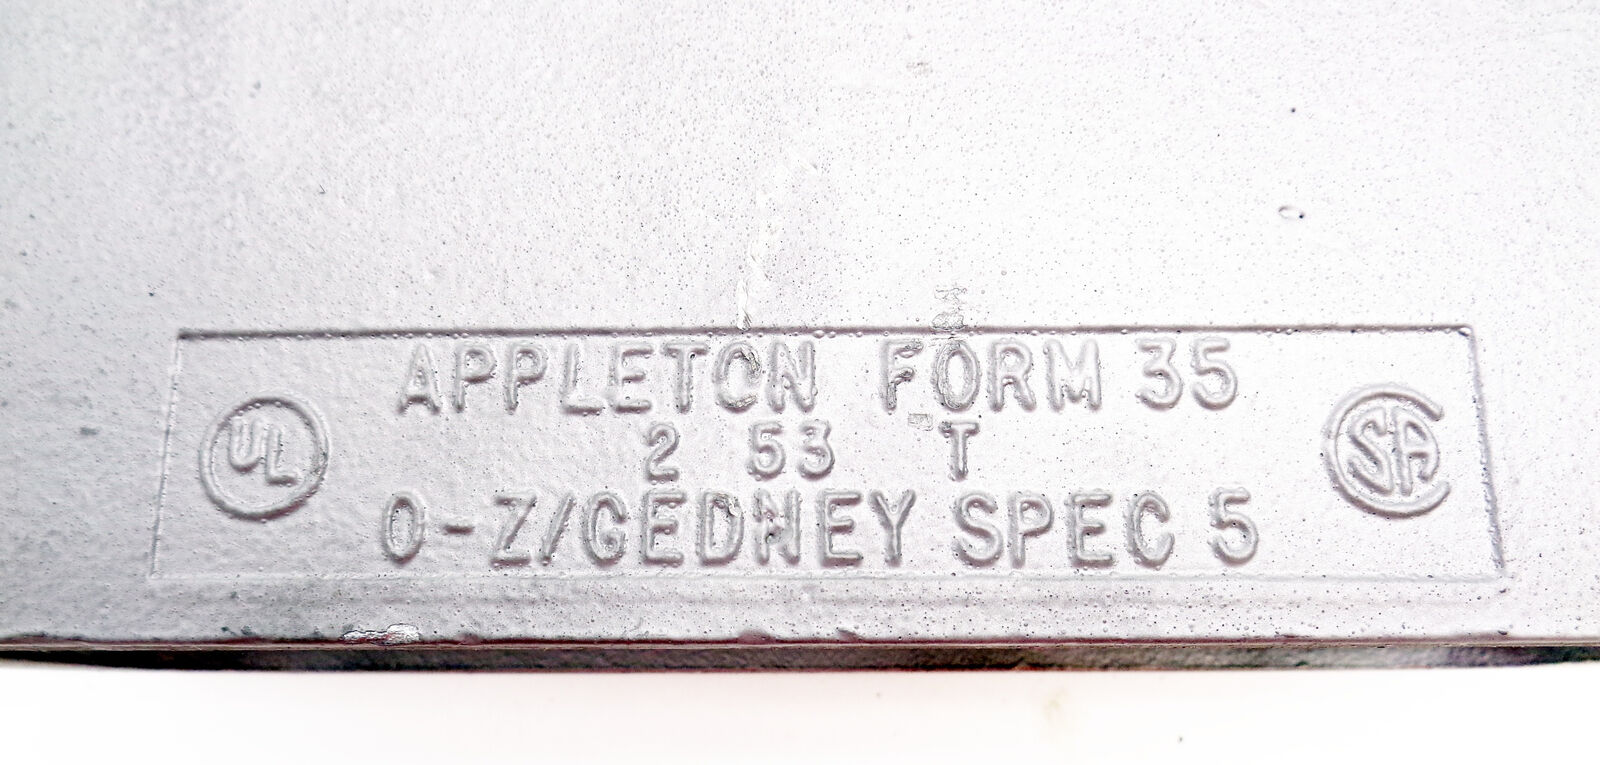 APPLETON FORM 35
UL 2 53 T SA
O-Z/GEDNEY SPEC 5